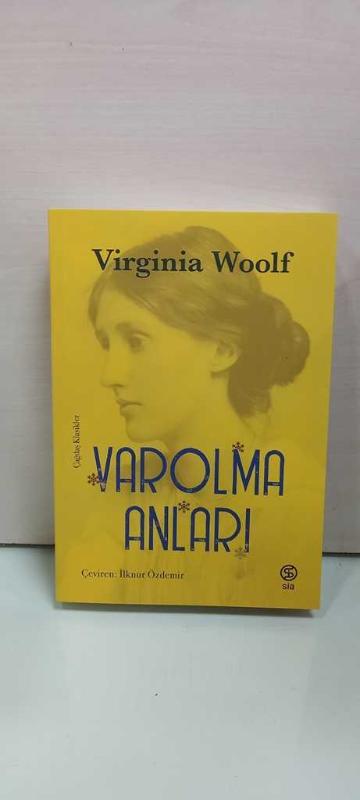 Virginia Woolf
Çağdaş Klasikler
VAROLMA
ANLARI
Çeviren: İlknur Özdemir
sia